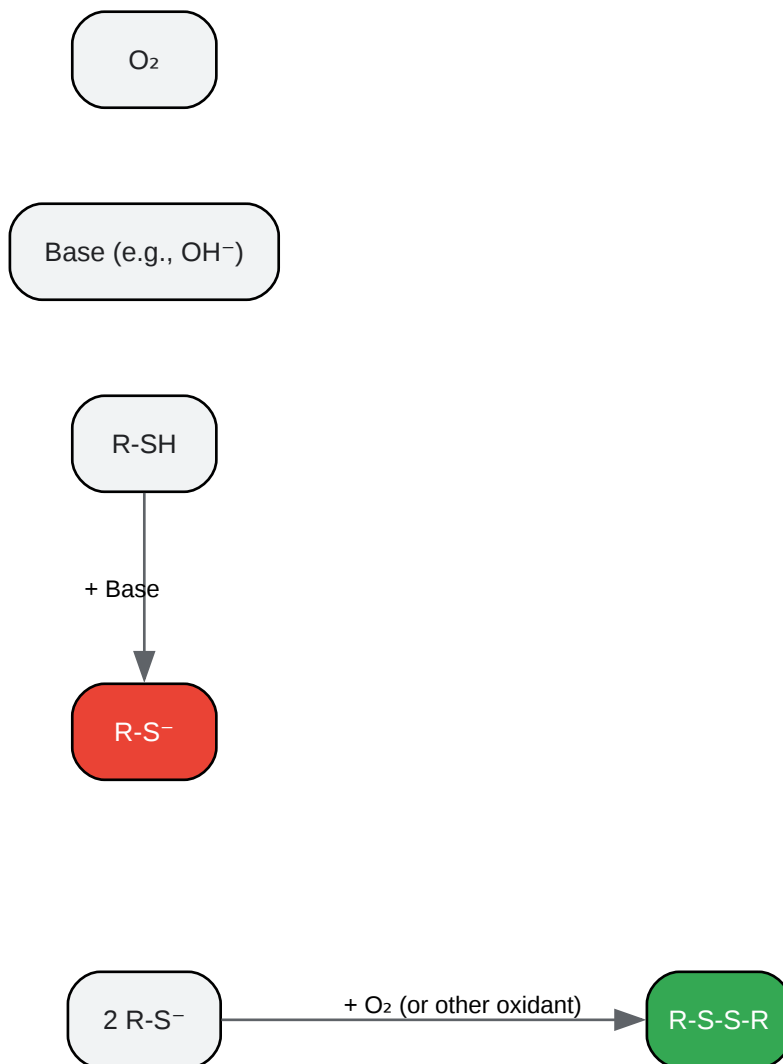 O₂
Base (e.g., OH⁻)
R-SH
+ Base
R-S⁻
2 R-S⁻
+ O₂ (or other oxidant)
R-S-S-R